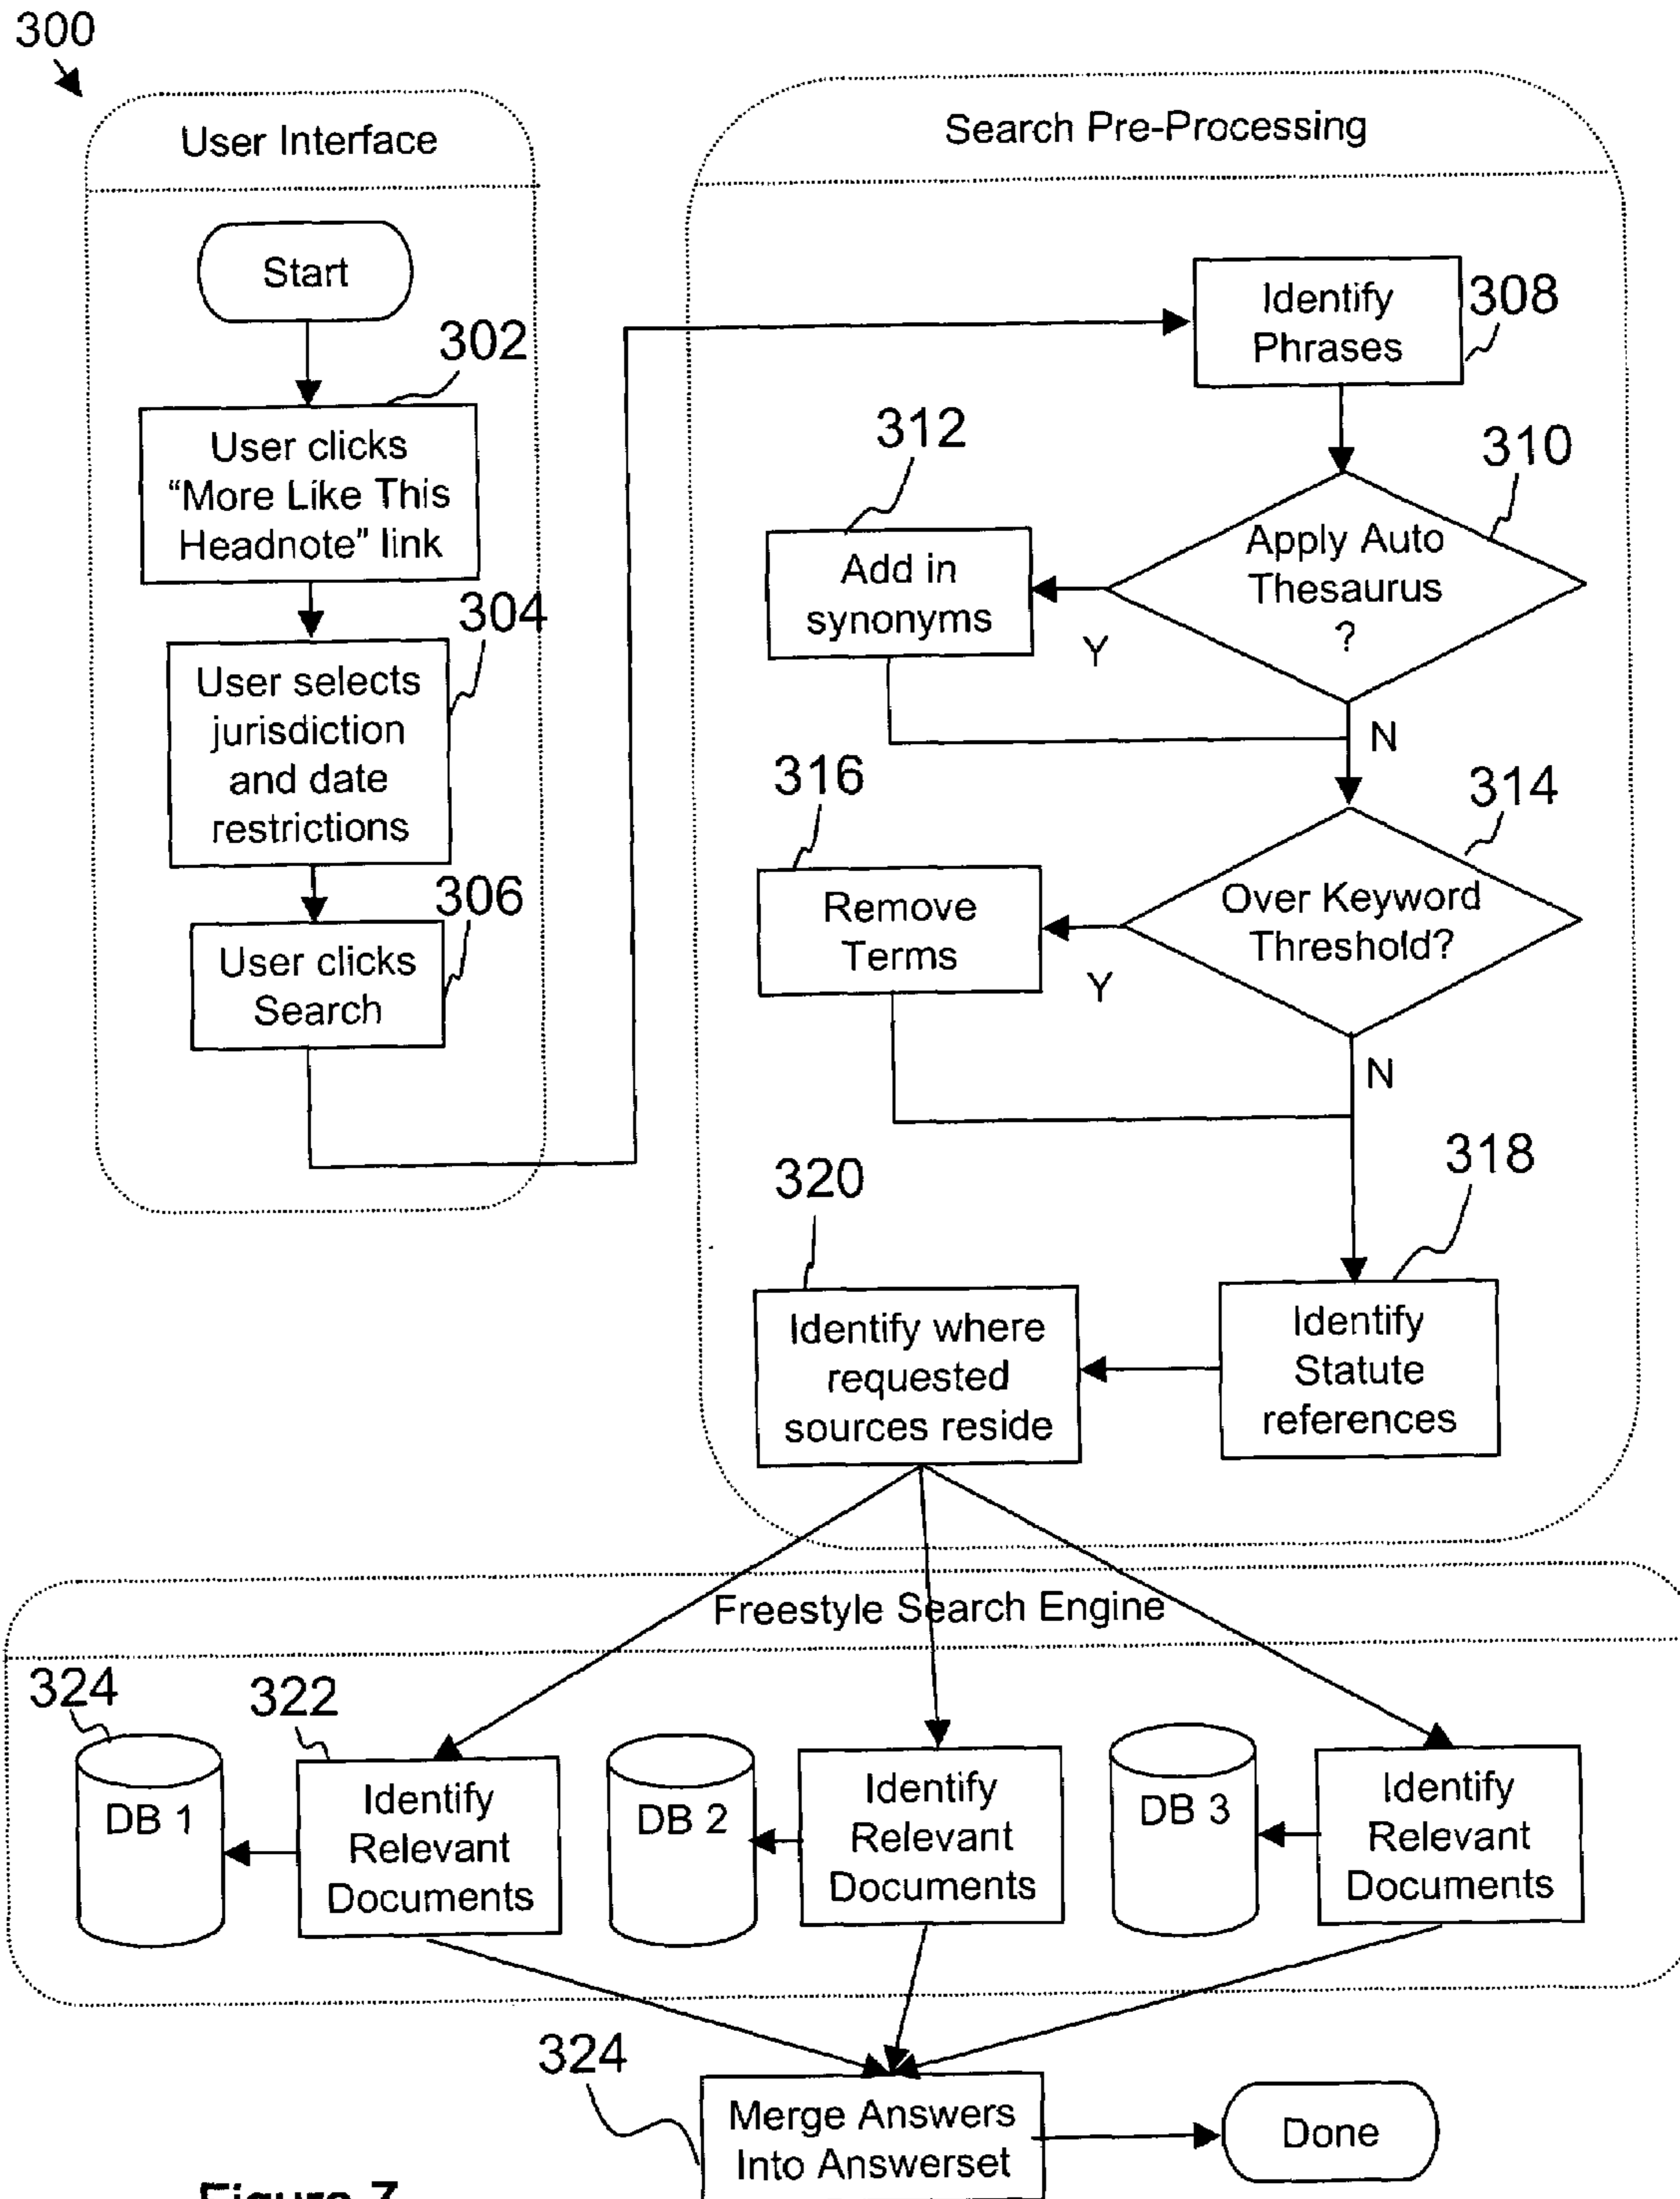 300
User Interface
Start
302
User clicks
“More Like This
Headnote” link
304
User selects
jurisdiction
and date
restrictions
306
User clicks
Search
Search Pre-Processing
Identify
Phrases
308
310
Apply Auto
Thesaurus
?
Y
N
312
Add in
synonyms
314
Over Keyword
Threshold?
Y
N
316
Remove
Terms
318
Identify
Statute
references
320
Identify where
requested
sources reside
Freestyle Search Engine
324
DB 1
322
Identify
Relevant
Documents
DB 2
Identify
Relevant
Documents
DB 3
Identify
Relevant
Documents
324
Merge Answers
Into Answerset
Done
Figure 7